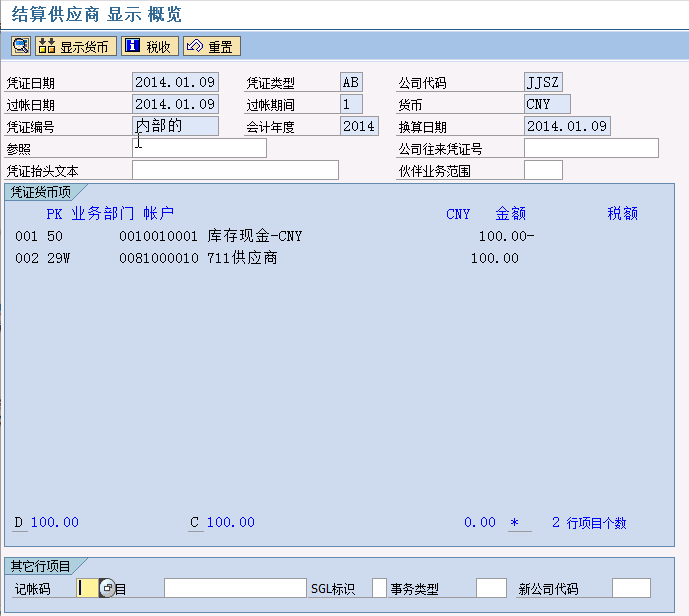 结算供应商 显示 概览
显示货币 税收 重置
凭证日期 2014.01.09 凭证类型 AB 公司代码 JJSZ
过帐日期 2014.01.09 过帐期间 1 货币 CNY
凭证编号 内部的 会计年度 2014 换算日期 2014.01.09
参照 公司往来凭证号
凭证抬头文本 伙伴业务范围
凭证货币项
PK 业务部门 帐户 CNY 金额 税额
001 50 0010010001 库存现金-CNY 100.00-
002 29W 0081000010 711供应商 100.00
D 100.00 C 100.00 0.00 * 2 行项目个数
其它行项目
记帐码 目 SGL标识 事务类型 新公司代码